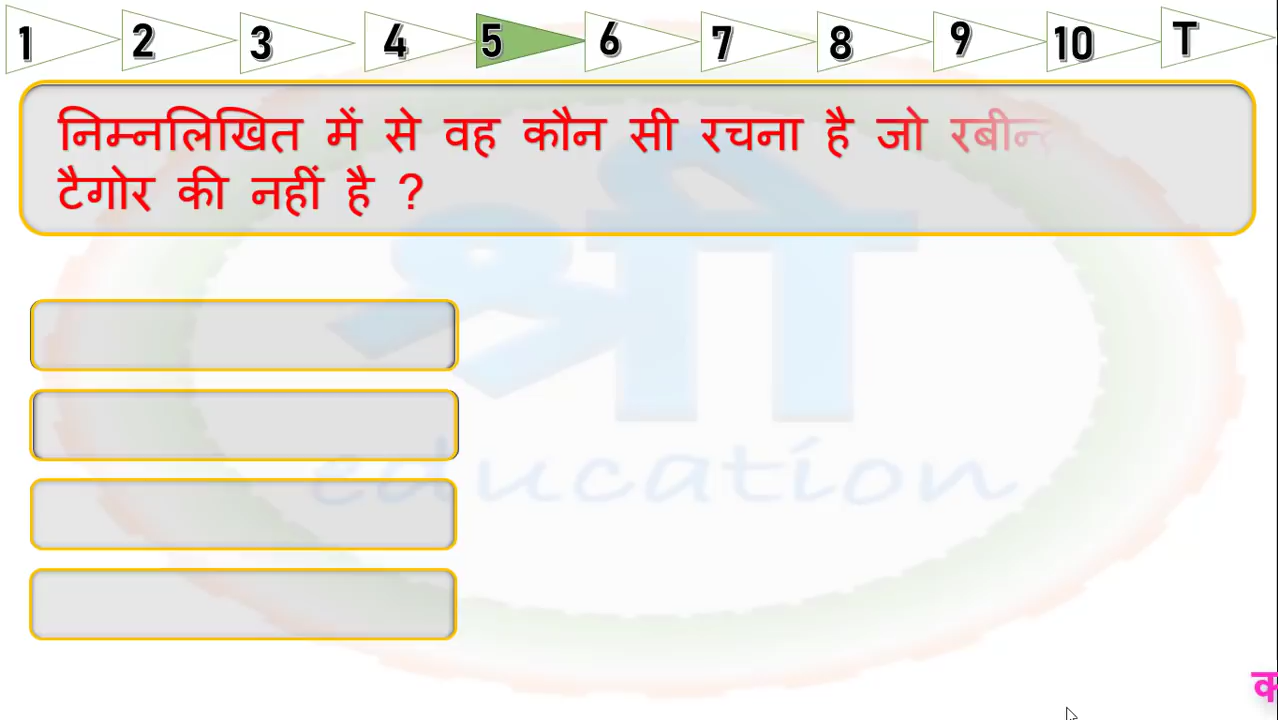 1 2 3 4 5 6 7 8 9 10 T
निम्नलिखित में से वह कौन सी रचना है जो
टैगोर की नहीं है ?
श्री
education